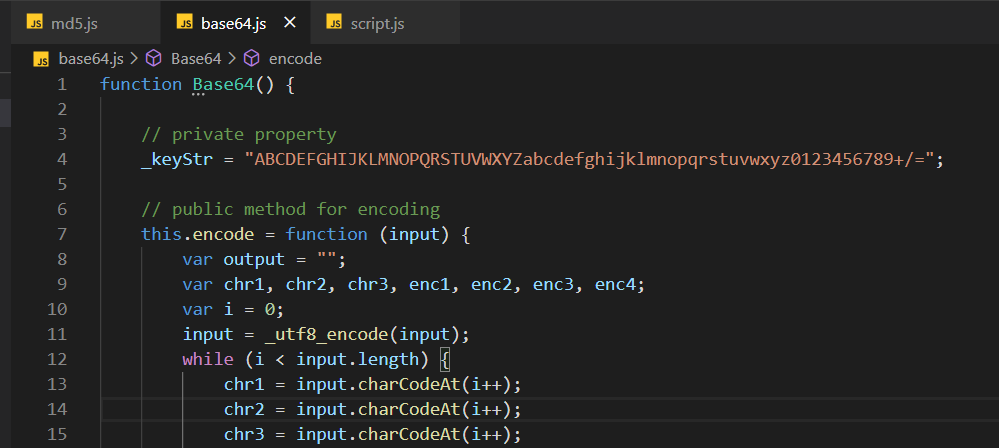 JS md5.js JS base64.js × JS script.js
JS base64.js > Base64 > encode
1 function Base64() {
2
3 // private property
4 _keyStr = "ABCDEFGHIJKLMNOPQRSTUVWXYZabcdefghijklmnopqrstuvwxyz0123456789+/=";
5
6 // public method for encoding
7 this.encode = function (input) {
8 var output = "";
9 var chr1, chr2, chr3, enc1, enc2, enc3, enc4;
10 var i = 0;
11 input = _utf8_encode(input);
12 while (i < input.length) {
13 chr1 = input.charCodeAt(i++);
14 chr2 = input.charCodeAt(i++);
15 chr3 = input.charCodeAt(i++);